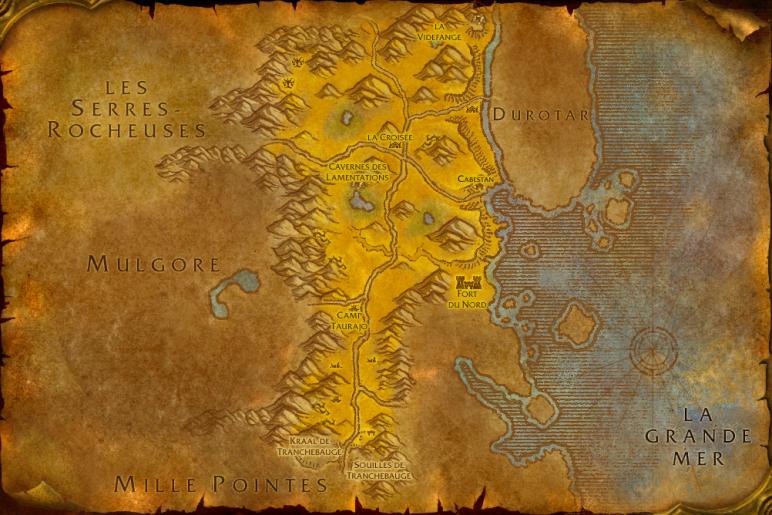 LA
VIDEFANGE
LES
SERRES-
ROCHEUSES
DUROTAR
LA CROISÉE
CAVERNES DES
LAMENTATIONS
CABESTAN
MULGORE
FORT
DU NORD
CAMP
TAURAJO
LA
GRANDE
MER
KRAAL DE
TRANCHEBAUGE
SOUILLES DE
TRANCHEBAUGE
MILLE POINTES